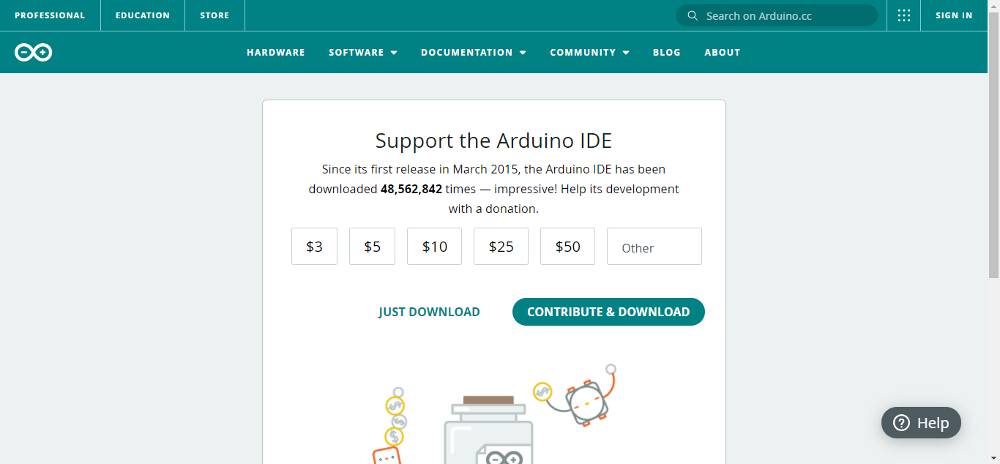 PROFESSIONAL EDUCATION STORE Search on Arduino.cc SIGN IN
HARDWARE SOFTWARE DOCUMENTATION COMMUNITY BLOG ABOUT
Support the Arduino IDE
Since its first release in March 2015, the Arduino IDE has been
downloaded 48,562,842 times — impressive! Help its development
with a donation.
$3 $5 $10 $25 $50 Other
JUST DOWNLOAD CONTRIBUTE & DOWNLOAD
? Help